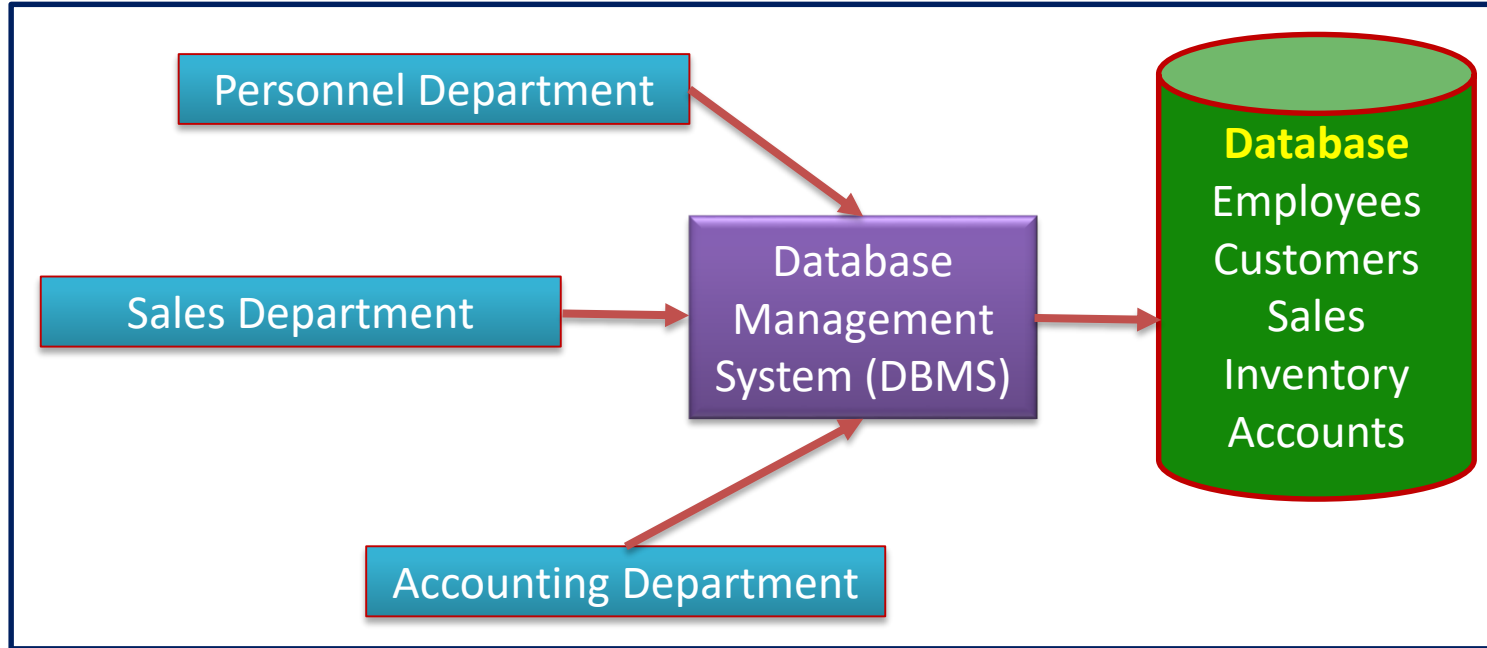 Personnel Department
Sales Department
Accounting Department
Database
Management
System (DBMS)
Database
Employees
Customers
Sales
Inventory
Accounts